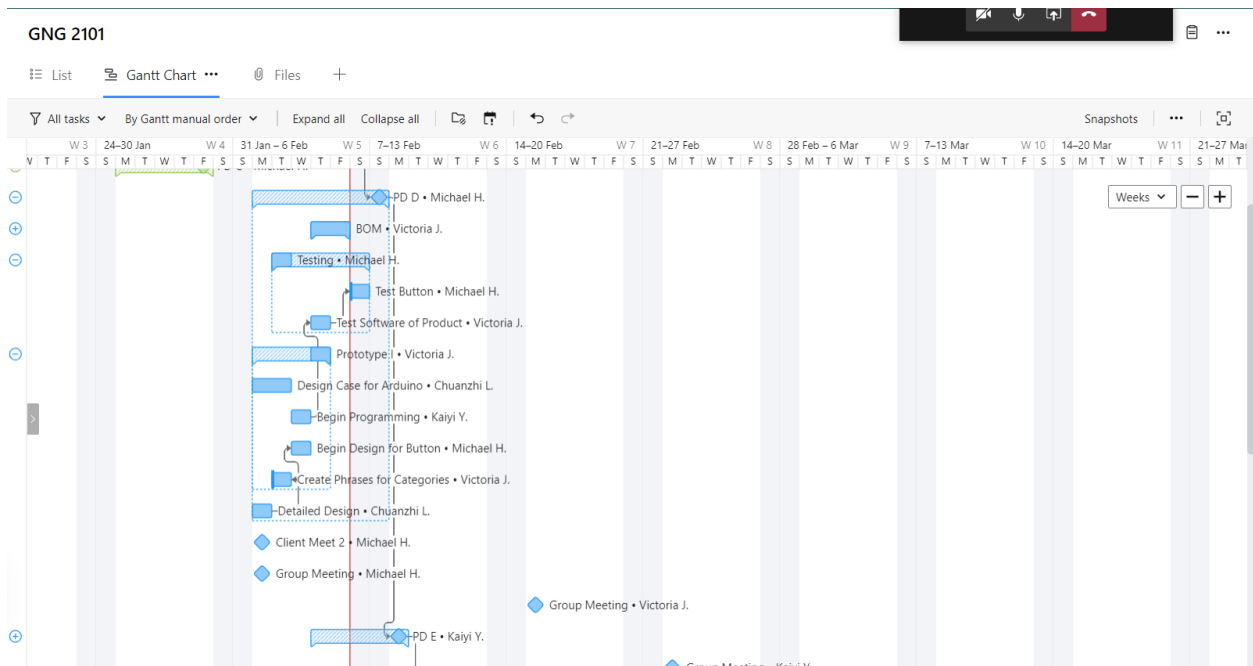 GNG 2101
List Gantt Chart Files
All tasks By Gantt manual order Expand all Collapse all Snapshots
W 3 24–30 Jan W 4 31 Jan – 6 Feb W 5 7–13 Feb W 6 14–20 Feb W 7 21–27 Feb W 8 28 Feb – 6 Mar W 9 7–13 Mar W 10 14–20 Mar W 11 21–27 Mar
W T F S S M T W T F S S M T W T F S S M T W T F S S M T W T F S S M T W T F S S M T W T F S S M T W T F S S M T W T F S S M T
PD D • Michael H.
Weeks
BOM • Victoria J.
Testing • Michael H.
Test Button • Michael H.
Test Software of Product • Victoria J.
Prototype I • Victoria J.
Design Case for Arduino • Chuanzhi L.
Begin Programming • Kaiyi Y.
Begin Design for Button • Michael H.
Create Phrases for Categories • Victoria J.
Detailed Design • Chuanzhi L.
Client Meet 2 • Michael H.
Group Meeting • Michael H.
Group Meeting • Victoria J.
PD E • Kaiyi Y.
Group Meeting • Kaiyi Y.